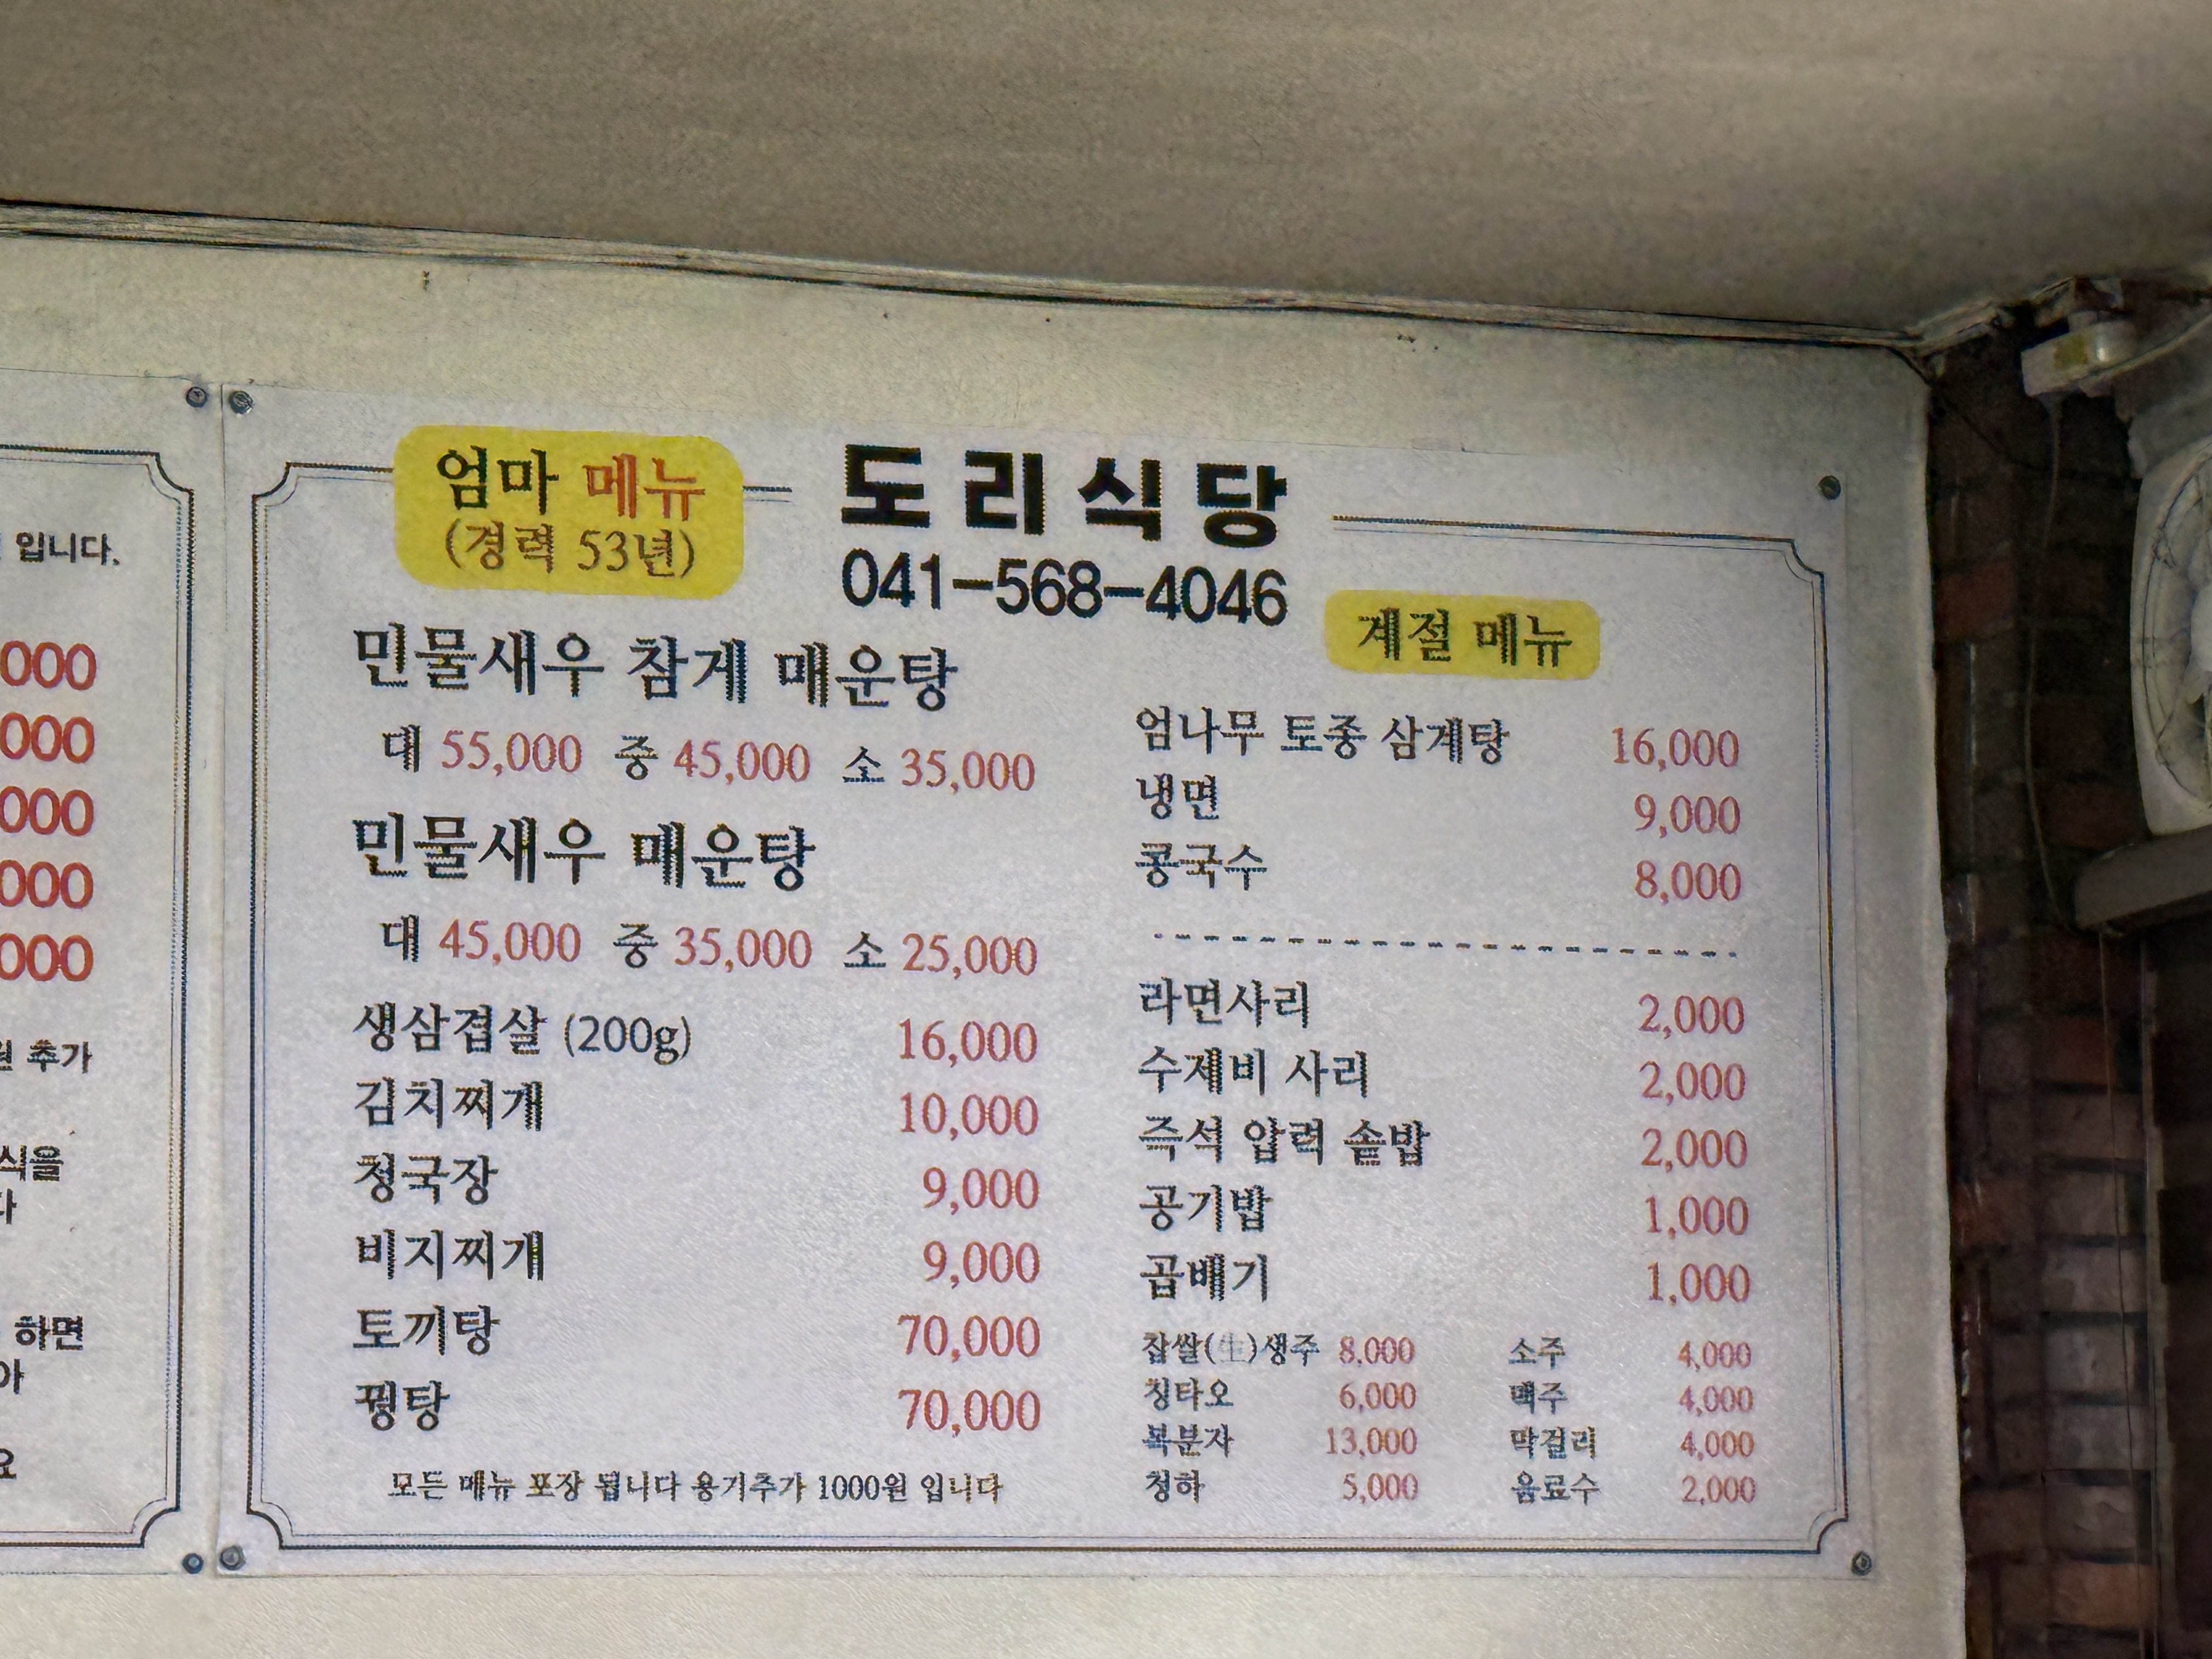 입니다.
000
000
000
000
000
추가
식을
하면
엄마 메뉴
(경력 53년)
도리식당
041-568-4046
민물새우 참게 매운탕
대 55,000 중 45,000 소 35,000
민물새우 매운탕
대 45,000 중 35,000 소 25,000
생삼겹살 (200g) 16,000
김치찌개 10,000
청국장 9,000
비지찌개 9,000
토끼탕 70,000
꿩탕 70,000
모든 메뉴 포장 됩니다 용기추가 1000원 입니다
계절 메뉴
엄나무 토종 삼계탕 16,000
냉면 9,000
콩국수 8,000
라면사리 2,000
수제비 사리 2,000
즉석 압력 솥밥 2,000
공기밥 1,000
곱배기 1,000
찹쌀(生)생주 8,000 소주 4,000
칭타오 6,000 맥주 4,000
복분자 13,000 막걸리 4,000
청하 5,000 음료수 2,000